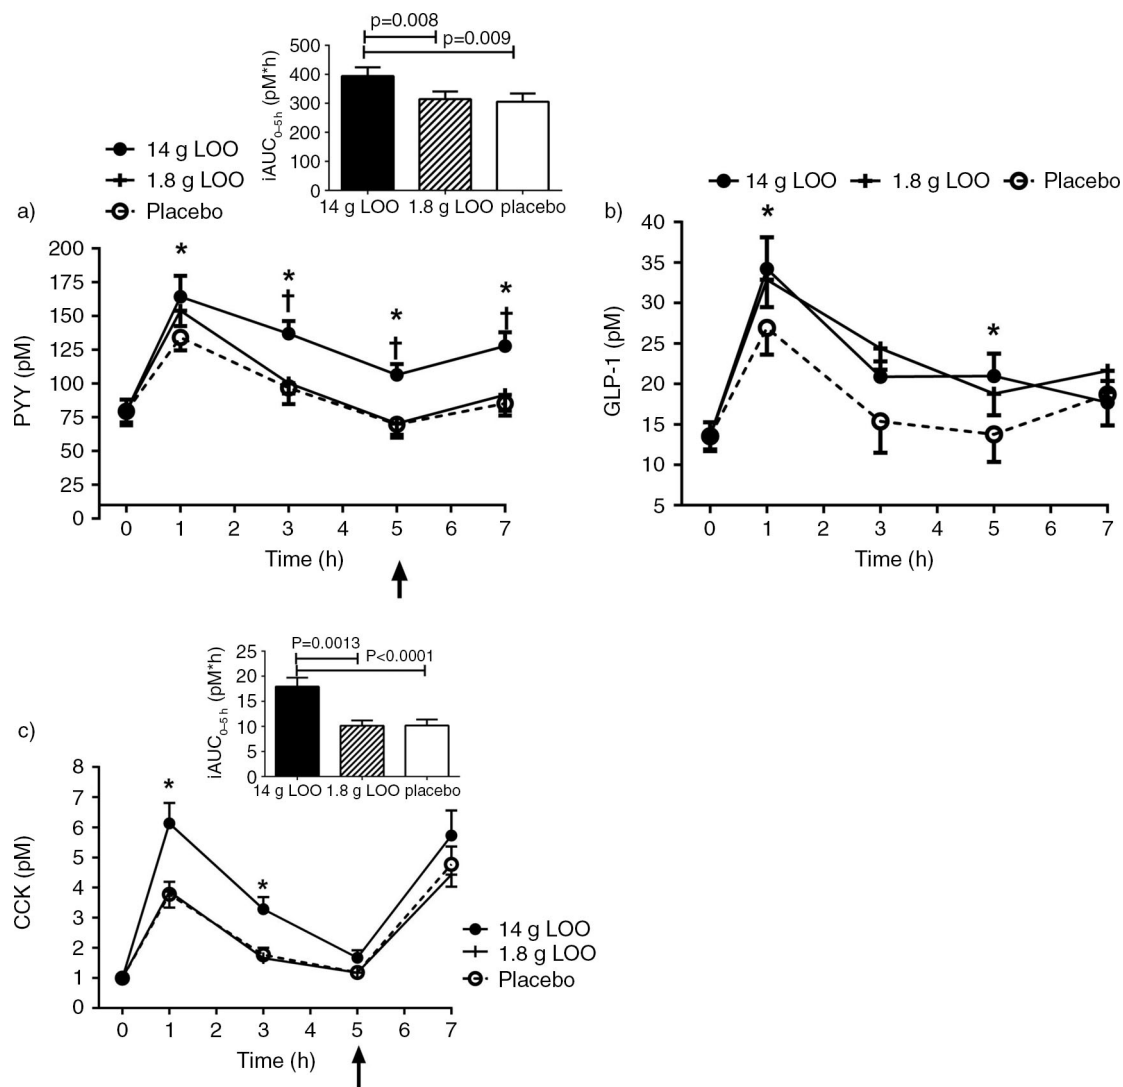 p=0.008
p=0.009
500
400
300
200
100
0
iAUC0–5 h (pM*h)
14 g LOO 1.8 g LOO placebo
14 g LOO
1.8 g LOO
Placebo
a)
200
175
150
125
100
75
50
25
0
PYY (pM)
* * † * † * ‡
0 1 2 3 4 5 6 7
Time (h)
14 g LOO 1.8 g LOO Placebo
b)
40
35
30
25
20
15
10
5
GLP-1 (pM)
* *
0 1 2 3 4 5 6 7
Time (h)
P=0.0013
P<0.0001
25
20
15
10
5
0
iAUC0–5 h (pM*h)
14 g LOO 1.8 g LOO placebo
c)
8
7
6
5
4
3
2
1
0
CCK (pM)
* *
14 g LOO
1.8 g LOO
Placebo
0 1 2 3 4 5 6 7
Time (h)